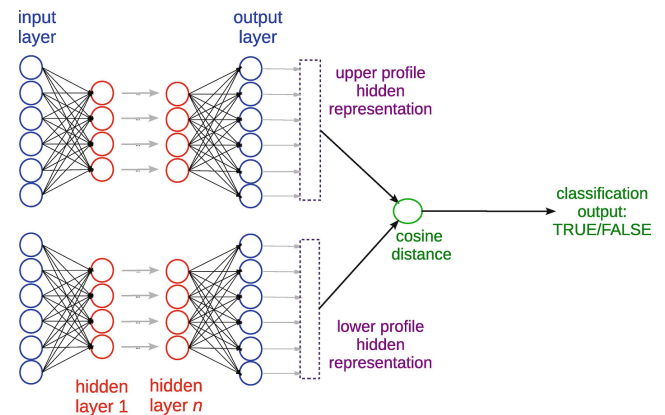 input
layer
output
layer
upper profile
hidden
representation
classification
output:
TRUE/FALSE
cosine
distance
lower profile
hidden
representation
hidden
layer 1
hidden
layer n